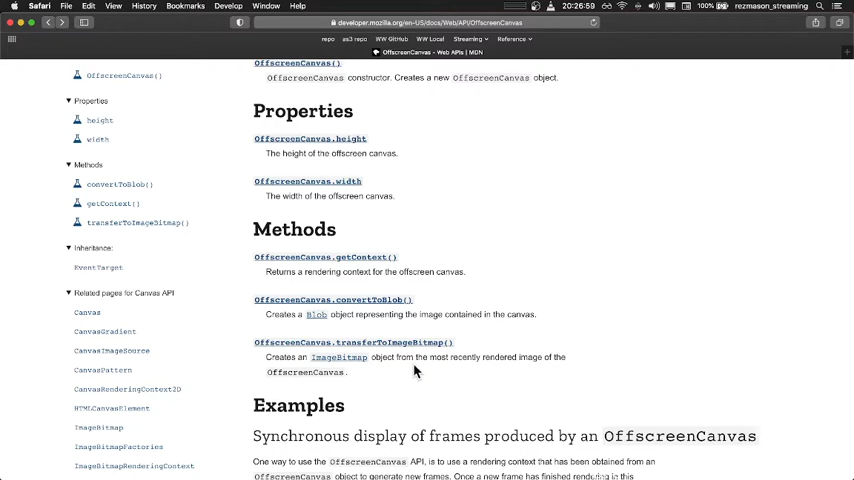 Safari File Edit View History Bookmarks Develop Window Help 20:26:59 100% rezmason_streaming
developer.mozilla.org/en-US/docs/Web/API/OffscreenCanvas
repo as3 repo WW GitHub WW Local Streaming Reference
OffscreenCanvas - Web APIs | MDN
OffscreenCanvas()
Properties
height
width
Methods
convertToBlob()
getContext()
transferToImageBitmap()
Inheritance:
EventTarget
Related pages for Canvas API
Canvas
CanvasGradient
CanvasImageSource
CanvasPattern
CanvasRenderingContext2D
HTMLCanvasElement
ImageBitmap
ImageBitmapFactories
ImageBitmapRenderingContext
OffscreenCanvas()
OffscreenCanvas constructor. Creates a new OffscreenCanvas object.
Properties
OffscreenCanvas.height
The height of the offscreen canvas.
OffscreenCanvas.width
The width of the offscreen canvas.
Methods
OffscreenCanvas.getContext()
Returns a rendering context for the offscreen canvas.
OffscreenCanvas.convertToBlob()
Creates a Blob object representing the image contained in the canvas.
OffscreenCanvas.transferToImageBitmap()
Creates an ImageBitmap object from the most recently rendered image of the
OffscreenCanvas.
Examples
Synchronous display of frames produced by an OffscreenCanvas
One way to use the OffscreenCanvas API, is to use a rendering context that has been obtained from an
OffscreenCanvas object to generate new frames. Once a new frame has finished rendering in this